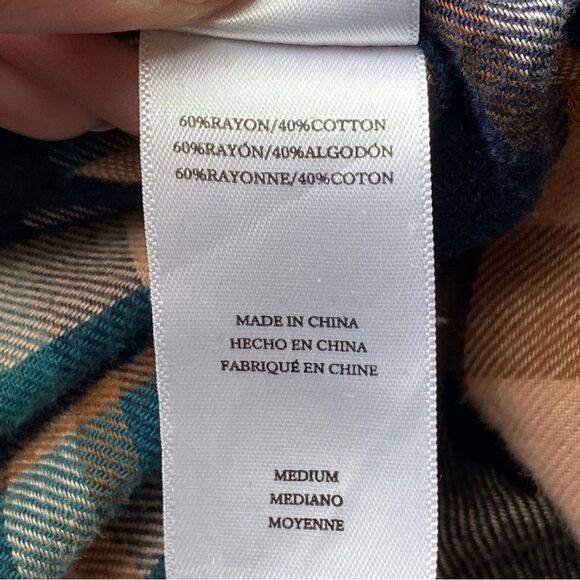 60%RAYON/40%COTTON
60%RAYÓN/40%ALGODÓN
60%RAYONNE/40%COTON
MADE IN CHINA
HECHO EN CHINA
FABRIQUÉ EN CHINE
MEDIUM
MEDIANO
MOYENNE